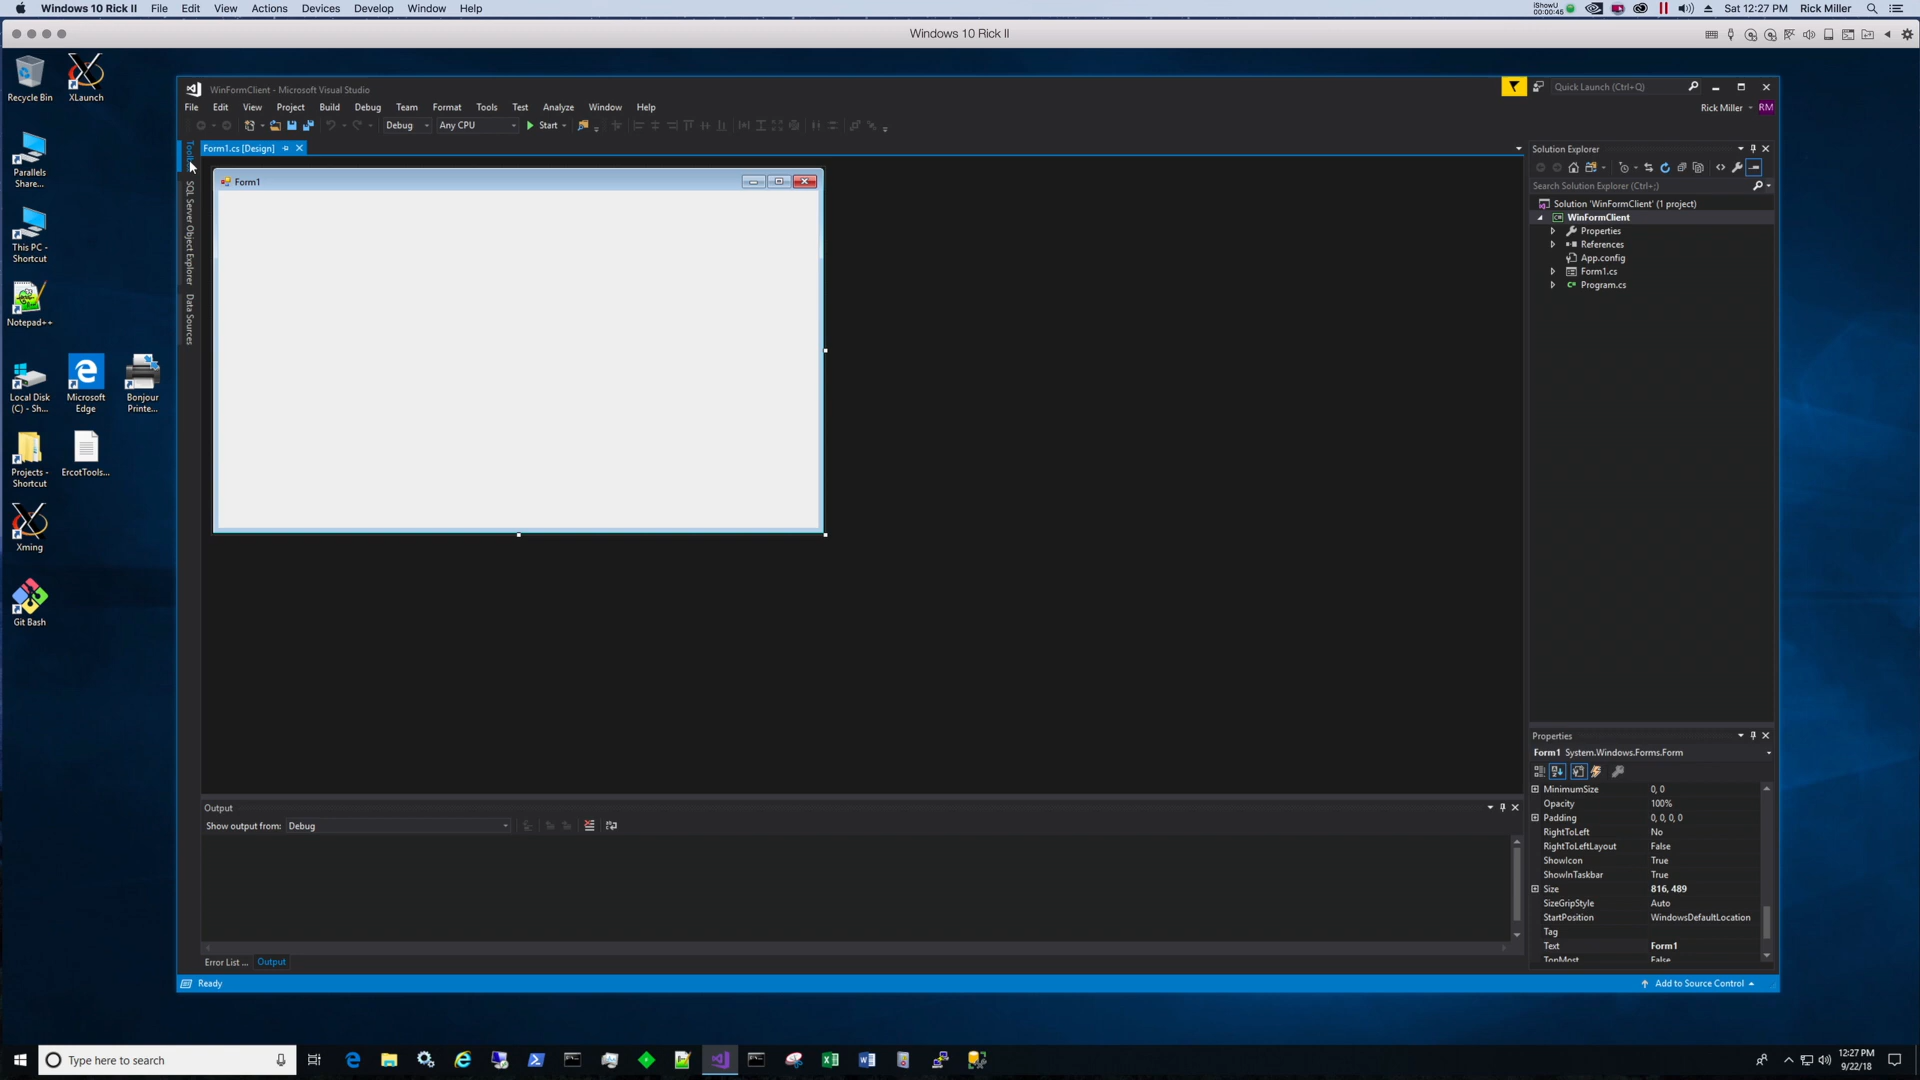 Windows 10 Rick II File Edit View Actions Devices Develop Window Help
iShowU
00:00:45
Sat 12:27 PM Rick Miller
Windows 10 Rick II
Recycle Bin
XLaunch
Parallels
Share...
This PC -
Shortcut
Notepad++
Local Disk
(C) - Sh...
Microsoft
Edge
Bonjour
Printe...
Projects -
Shortcut
ErcotTools...
Xming
Git Bash
WinFormClient - Microsoft Visual Studio
Quick Launch (Ctrl+Q)
File Edit View Project Build Debug Team Format Tools Test Analyze Window Help
Rick Miller RM
Debug Any CPU Start
SQL Server Object Explorer
Data Sources
Form1.cs [Design]
Form1
Solution Explorer
Search Solution Explorer (Ctrl+;)
Solution 'WinFormClient' (1 project)
WinFormClient
Properties
References
App.config
Form1.cs
Program.cs
Properties
Form1 System.Windows.Forms.Form
MinimumSize 0, 0
Opacity 100%
Padding 0, 0, 0, 0
RightToLeft No
RightToLeftLayout False
ShowIcon True
ShowInTaskbar True
Size 816, 489
SizeGripStyle Auto
StartPosition WindowsDefaultLocation
Tag
Text Form1
TopMost False
Output
Show output from: Debug
Error List ... Output
Ready
Add to Source Control
Type here to search
12:27 PM
9/22/18